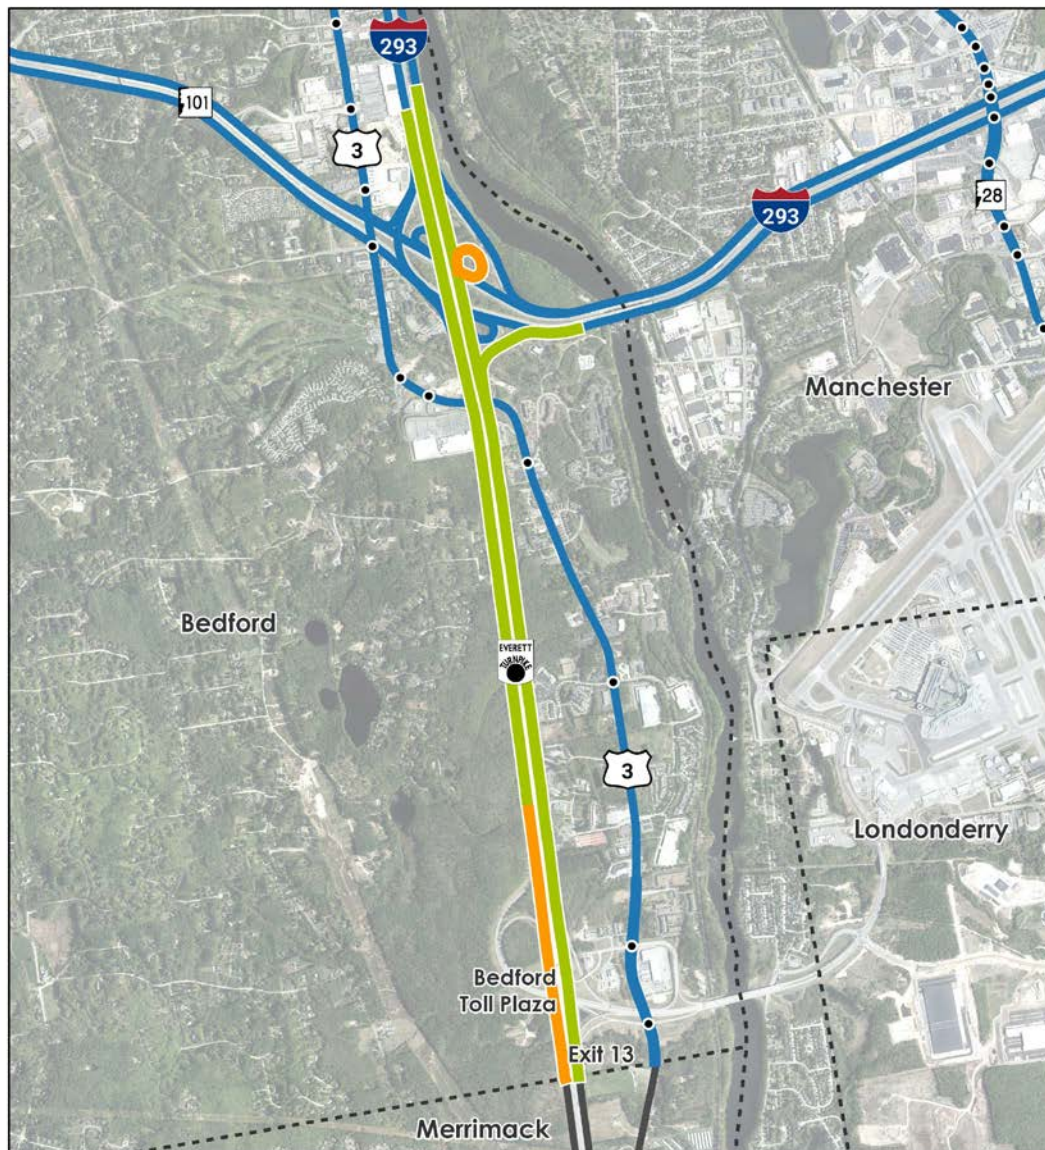 293
101
3
28
293
Manchester
Bedford
EVERETT
TURNPIKE
3
Londonderry
Bedford
Toll Plaza
Exit 13
Merrimack